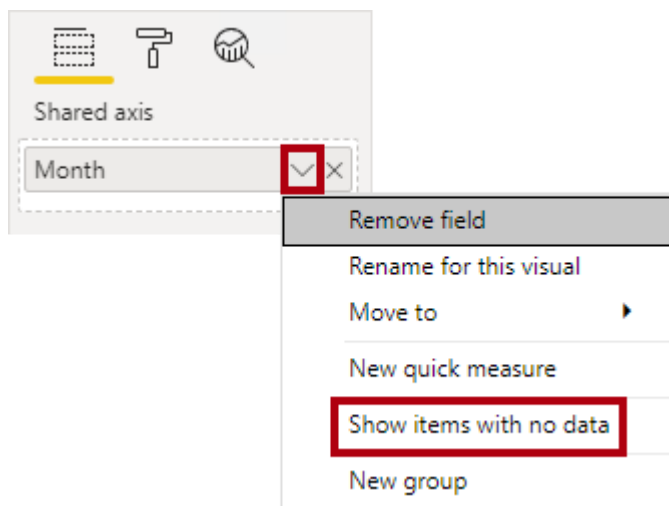 Shared axis
Month
Remove field
Rename for this visual
Move to
New quick measure
Show items with no data
New group